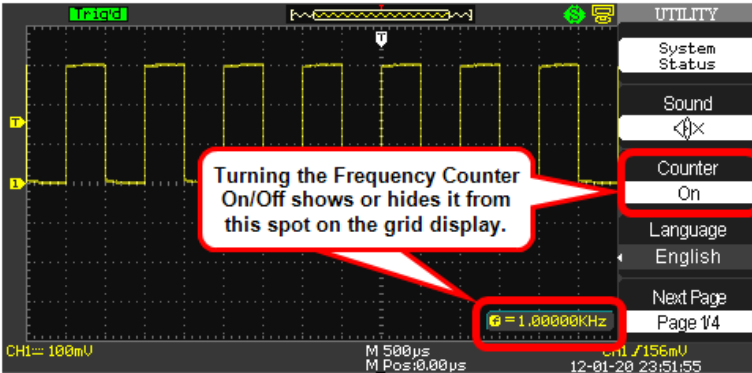 Trig'd
S
UTILITY
T
System
Status
Sound
Counter
On
Language
English
Next Page
Page 1/4
T
1
Turning the Frequency Counter
On/Off shows or hides it from
this spot on the grid display.
f = 1.00000KHz
CH1 100mV
M 500µs
M Pos:0.00µs
/156mV
12-01-20 23:51:55